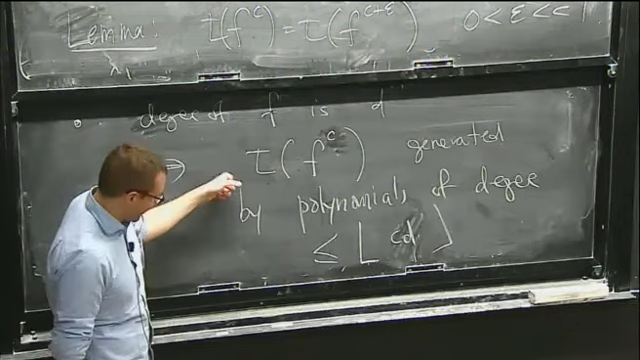 Lemma: τ(f^c) = τ(f^{c+ε}) 0 < ε << 1
degree of f is d
⇒ τ(f^c) generated
by polynomials of degree
≤ ⌊cd⌋